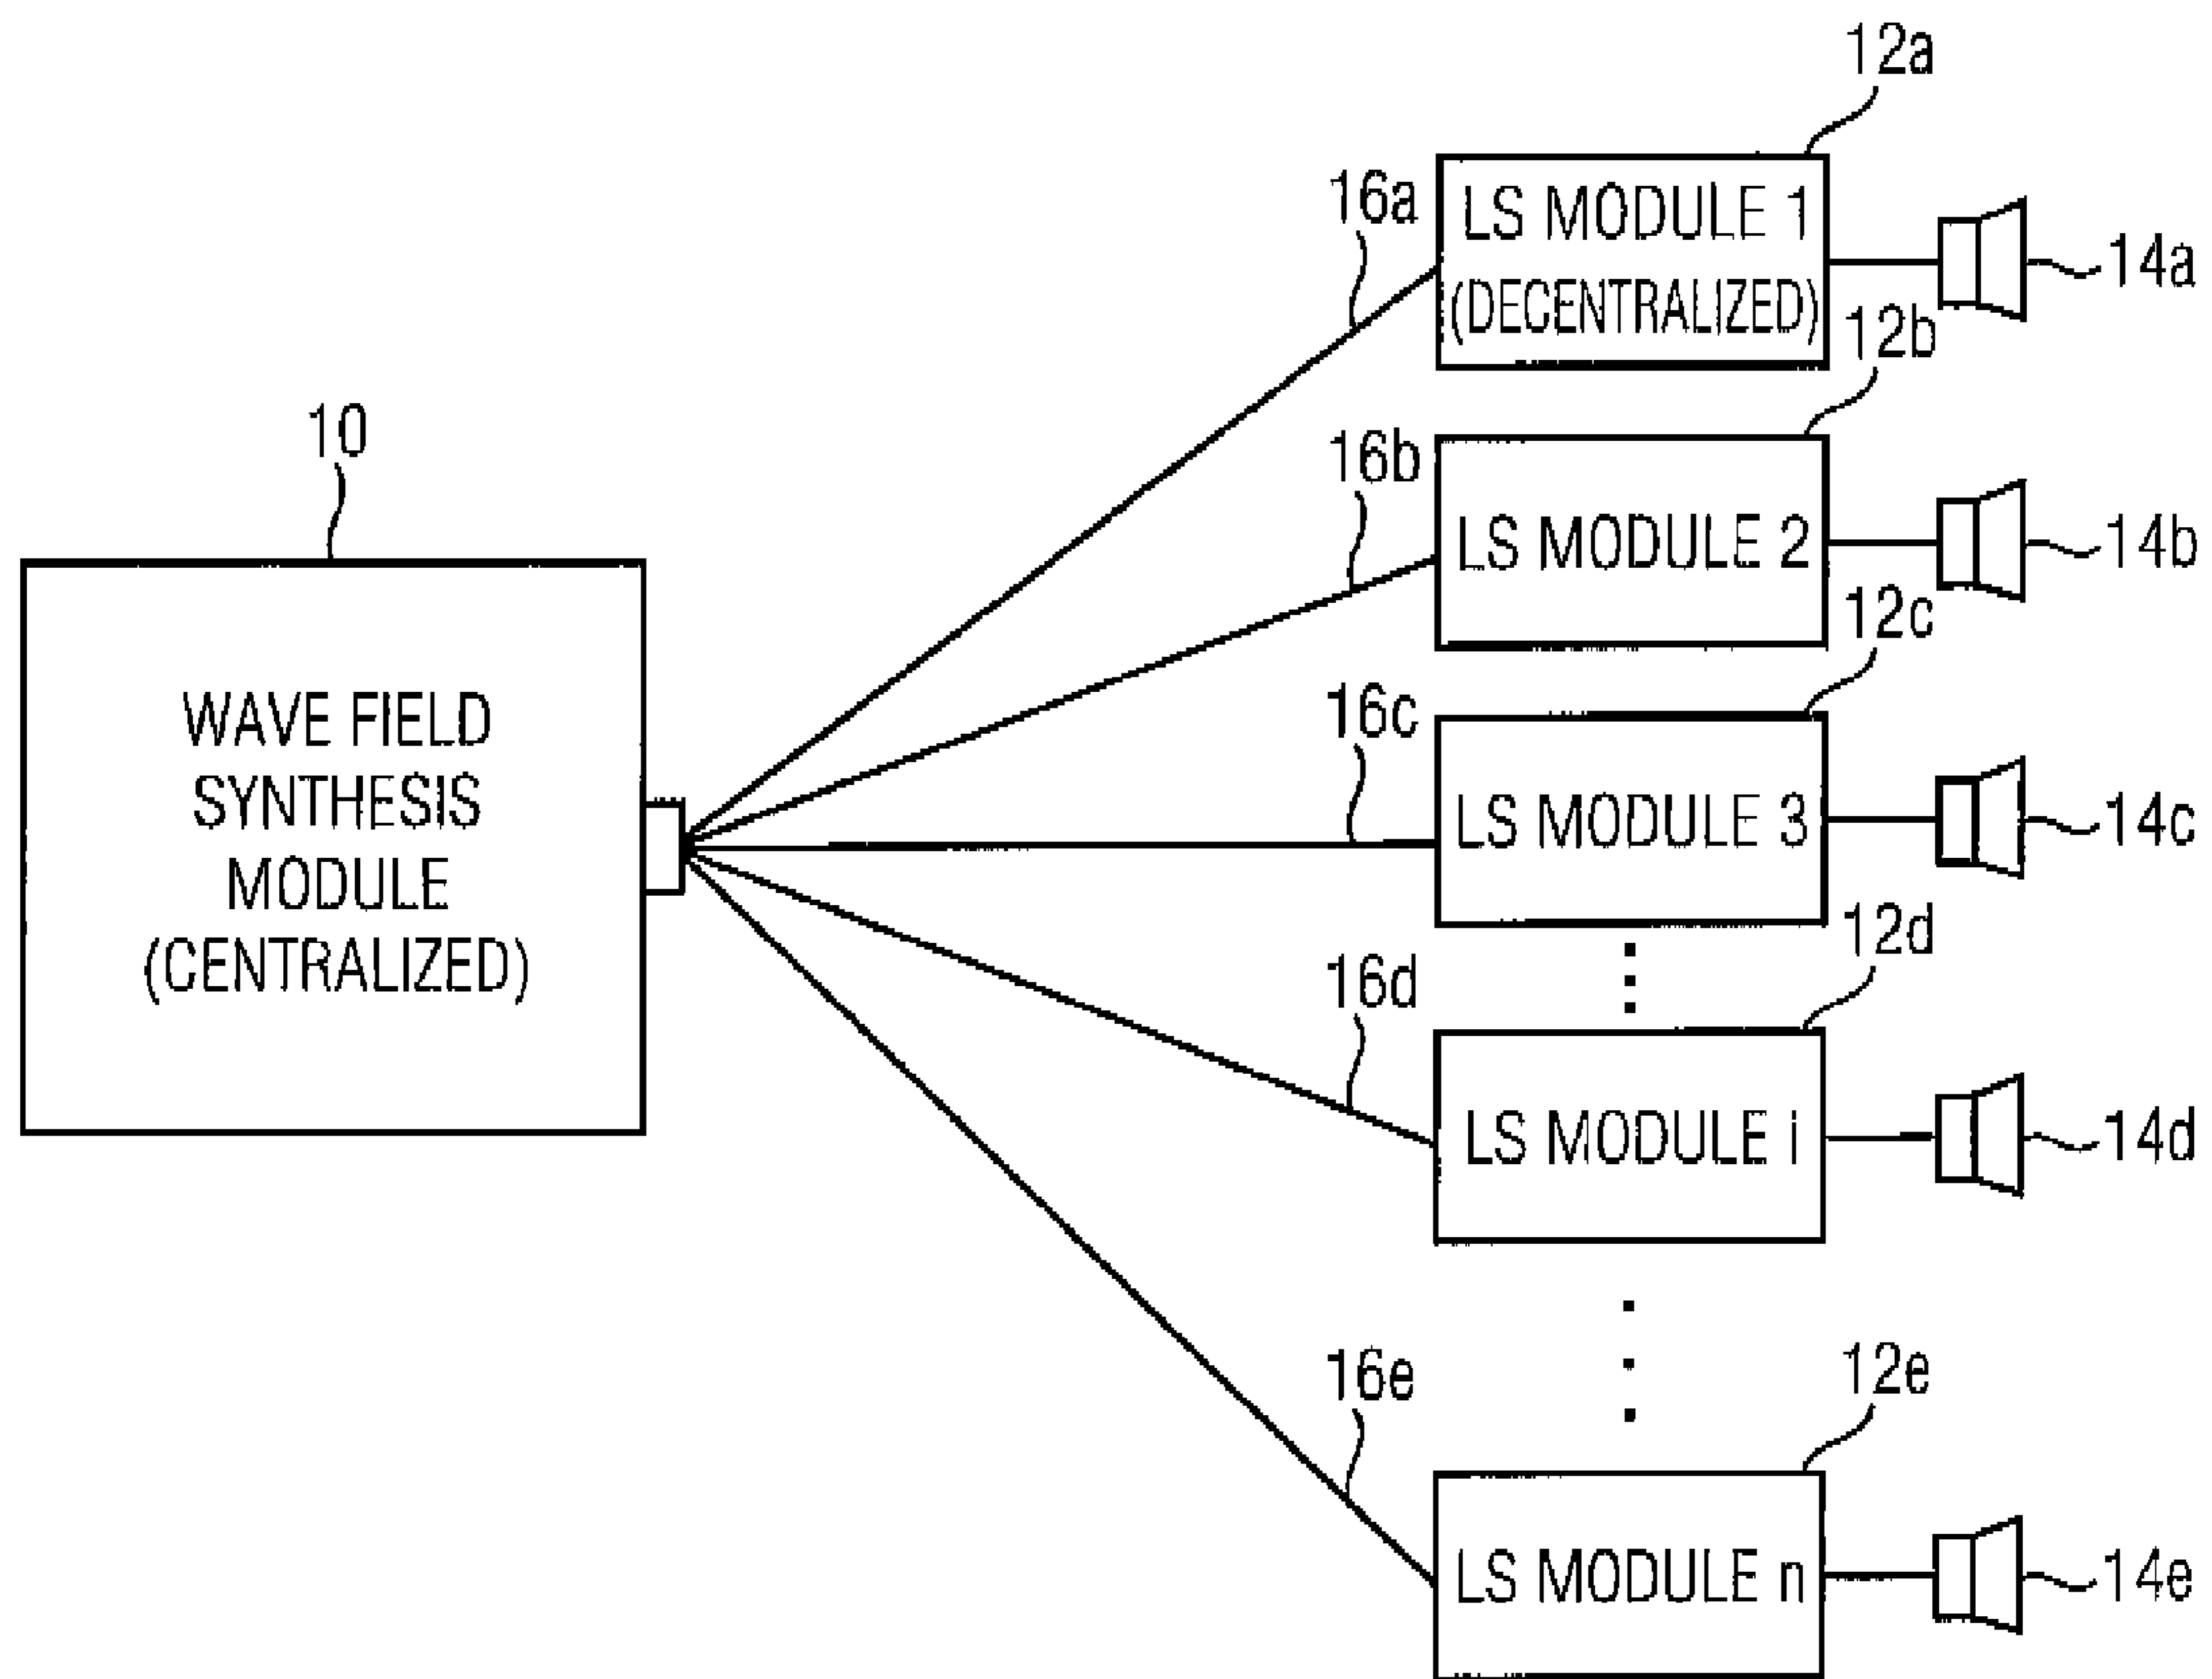 12a
16a
LS MODULE 1
(DECENTRALIZED)
14a
12b
10
16b
LS MODULE 2
14b
12c
WAVE FIELD
SYNTHESIS
MODULE
(CENTRALIZED)
16c
LS MODULE 3
14c
12d
16d
LS MODULE i
14d
12e
16e
LS MODULE n
14e